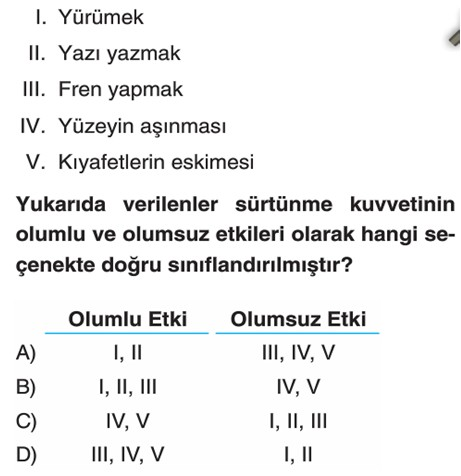 I. Yürümek
II. Yazı yazmak
III. Fren yapmak
IV. Yüzeyin aşınması
V. Kıyafetlerin eskimesi
Yukarıda verilenler sürtünme kuvvetinin
olumlu ve olumsuz etkileri olarak hangi se-
çenekte doğru sınıflandırılmıştır?
Olumlu Etki Olumsuz Etki
A) I, II III, IV, V
B) I, II, III IV, V
C) IV, V I, II, III
D) III, IV, V I, II